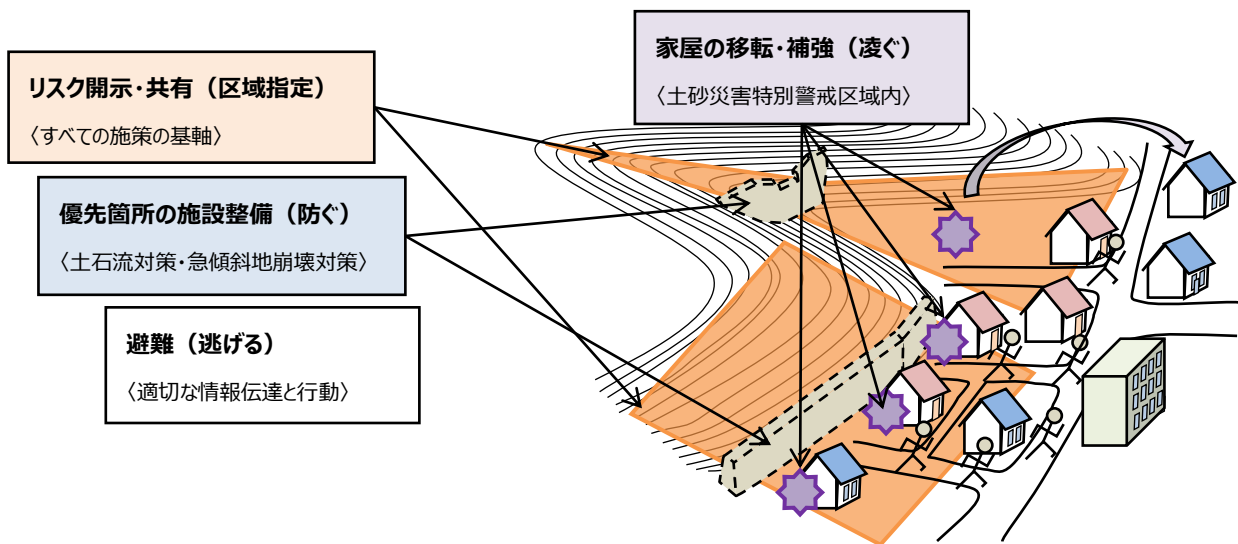 家屋の移転・補強（凌ぐ）
〈土砂災害特別警戒区域内〉
リスク開示・共有（区域指定）
〈すべての施策の基軸〉
優先箇所の施設整備（防ぐ）
〈土石流対策・急傾斜地崩壊対策〉
避難（逃げる）
〈適切な情報伝達と行動〉